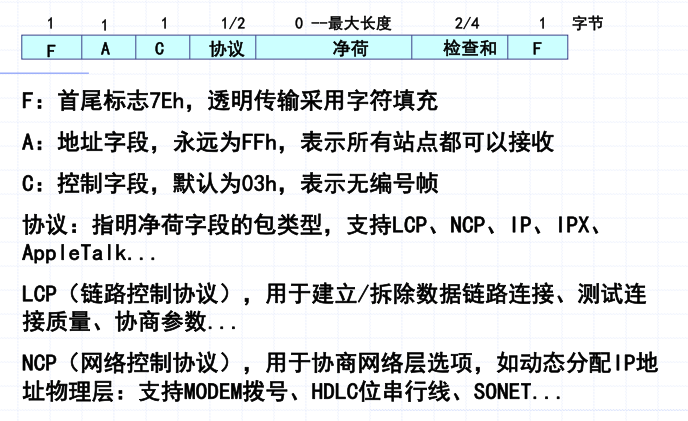 1 1 1 1/2 0 --最大长度 2/4 1 字节
F A C 协议 净荷 检查和 F
F：首尾标志7Eh，透明传输采用字符填充
A：地址字段，永远为FFh，表示所有站点都可以接收
C：控制字段，默认为03h，表示无编号帧
协议：指明净荷字段的包类型，支持LCP、NCP、IP、IPX、
AppleTalk...
LCP（链路控制协议），用于建立/拆除数据链路连接、测试连
接质量、协商参数...
NCP（网络控制协议），用于协商网络层选项，如动态分配IP地
址物理层：支持MODEM拨号、HDLC位串行线、SONET...